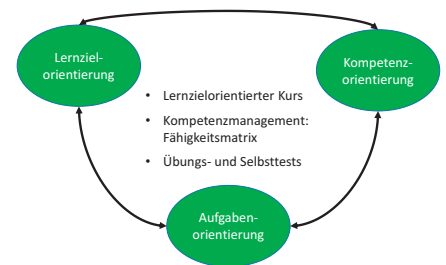 Lernziel-
orientierung
Kompetenz-
orientierung
• Lernzielorientierter Kurs
• Kompetenzmanagement:
Fähigkeitsmatrix
• Übungs- und Selbsttests
Aufgaben-
orientierung